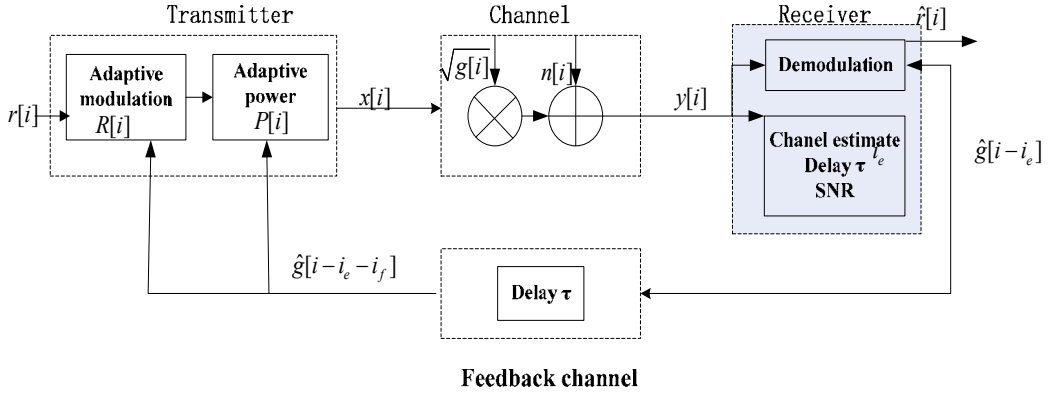 Transmitter
Channel
Receiver
r̂[i]
Adaptive modulation
R[i]
Adaptive power
P[i]
√g[i]
n[i]
Demodulation
r[i]
x[i]
y[i]
Chanel estimate
Delay τ i_e
SNR
ĝ[i−i_e]
ĝ[i−i_e−i_f]
Delay τ
Feedback channel